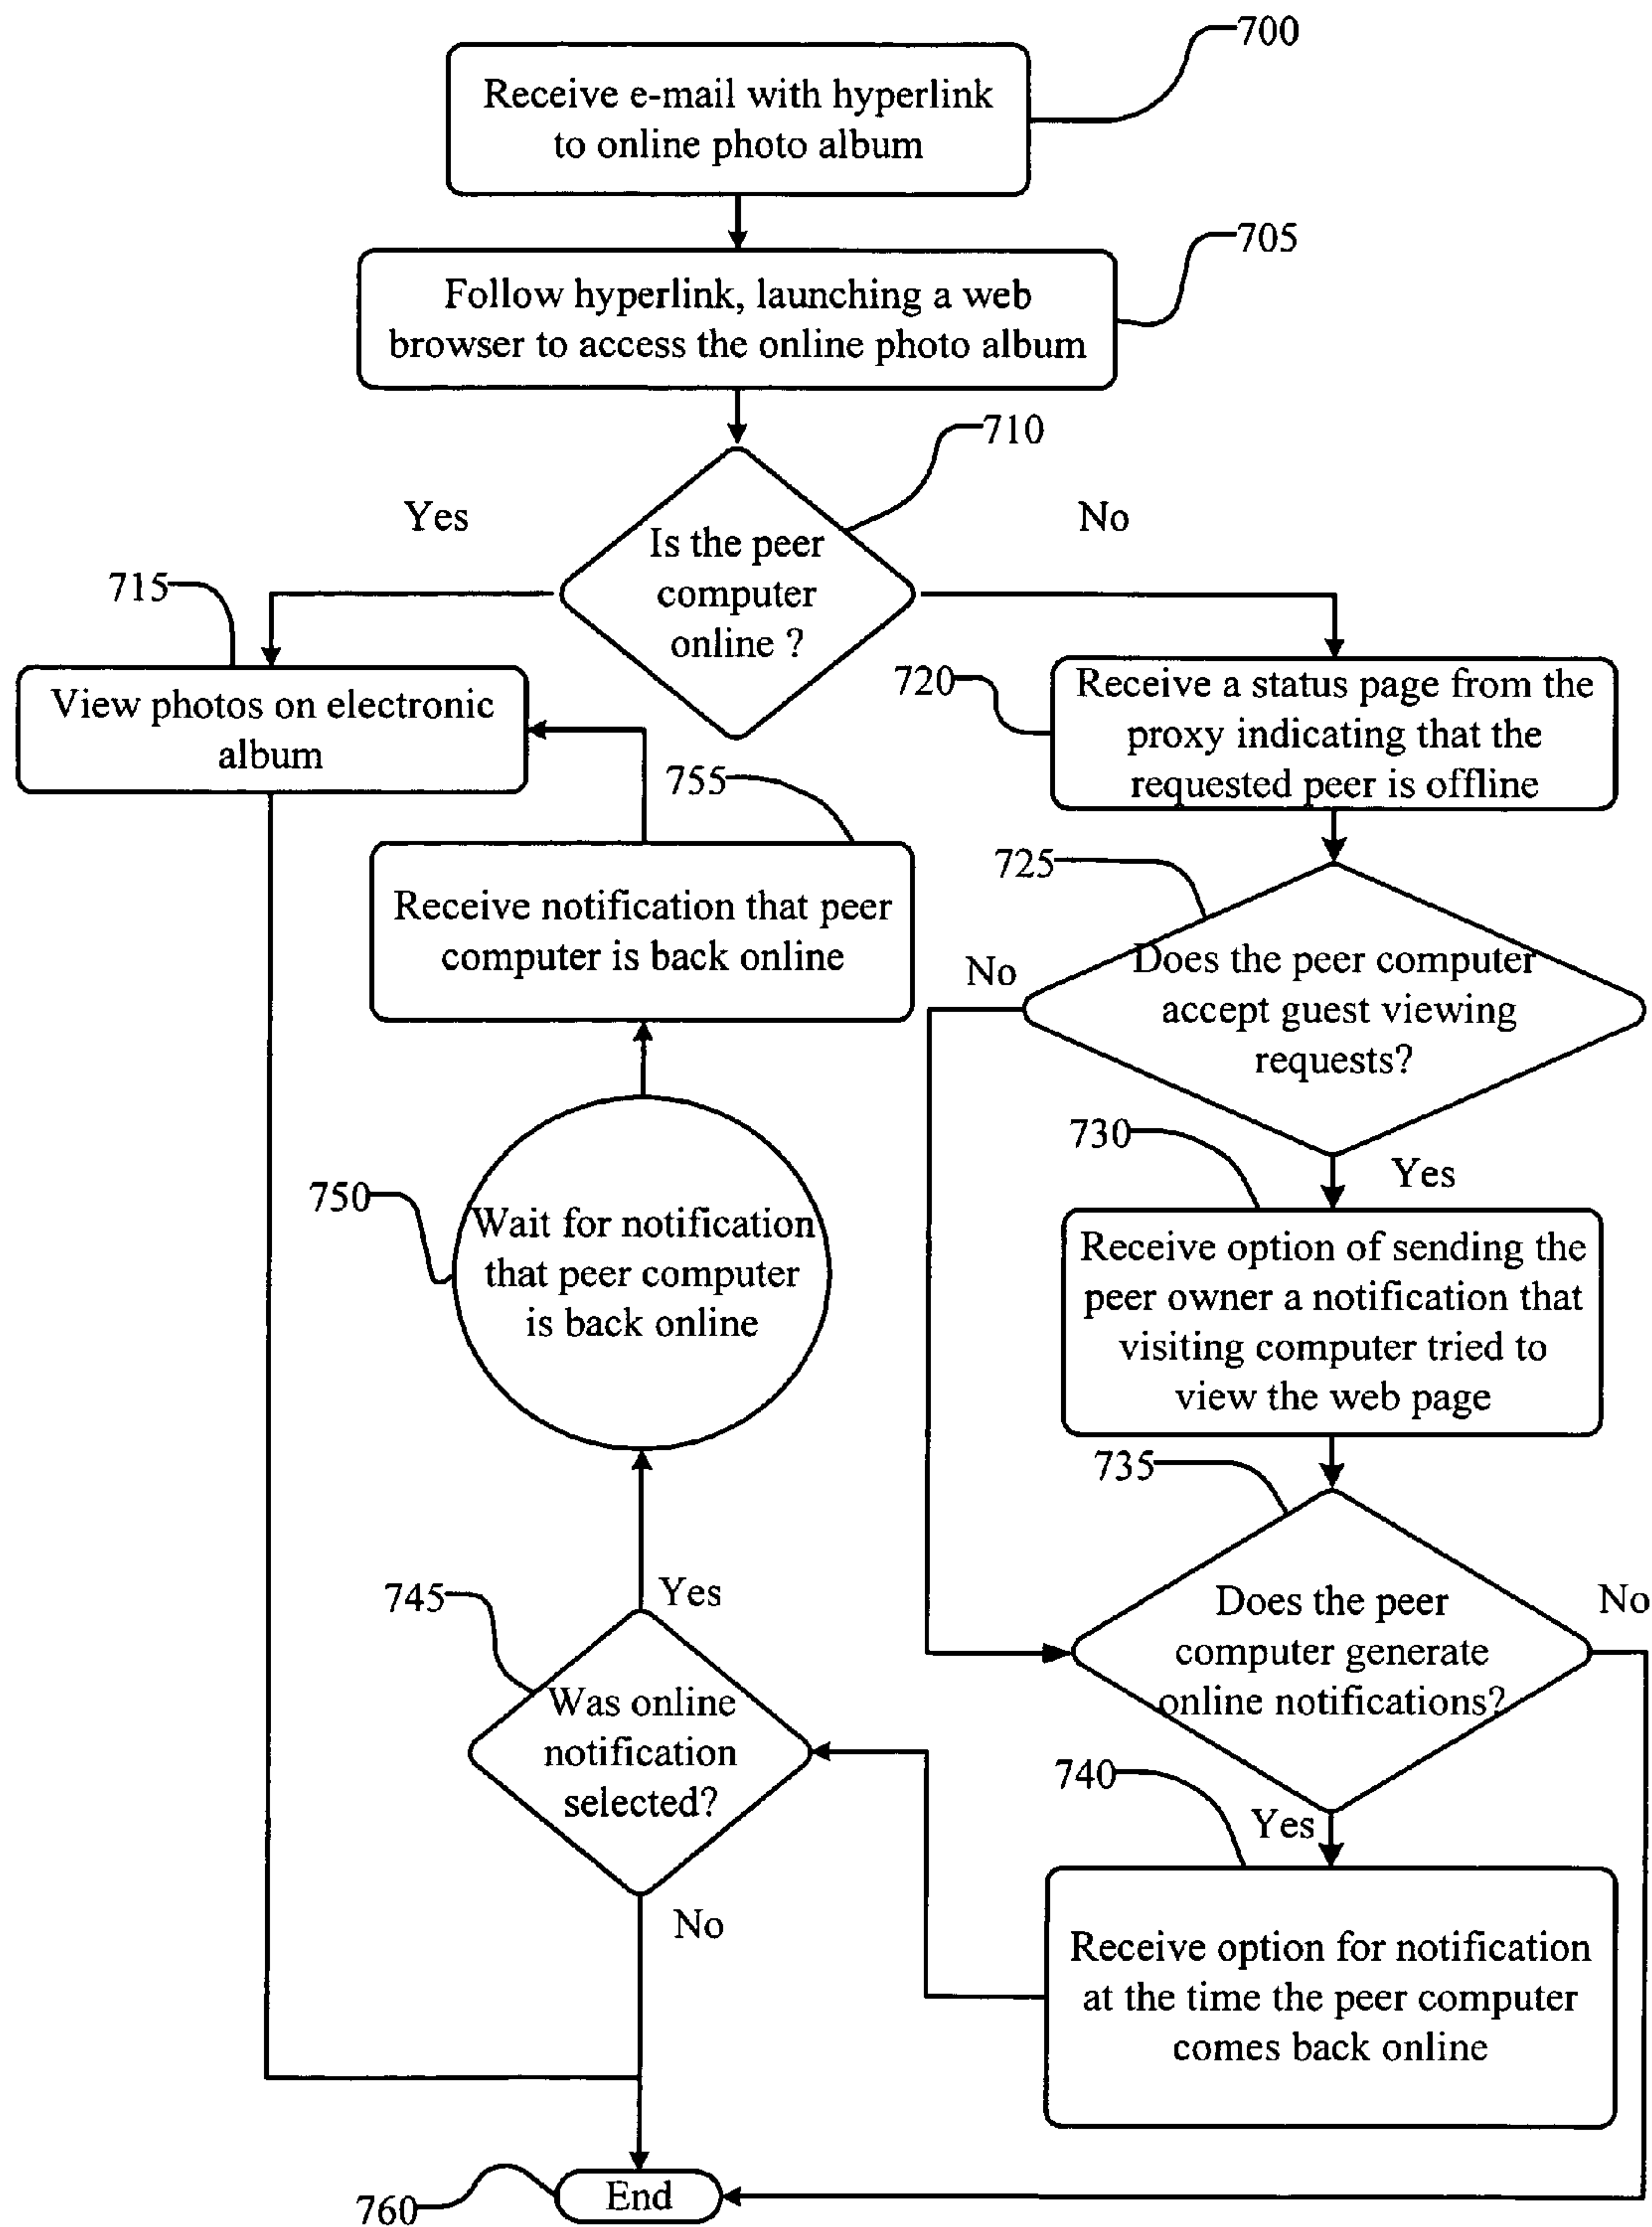 700
Receive e-mail with hyperlink
to online photo album
705
Follow hyperlink, launching a web
browser to access the online photo album
710
Yes
No
Is the peer
computer
online ?
715
View photos on electronic
album
720
Receive a status page from the
proxy indicating that the
requested peer is offline
755
Receive notification that peer
computer is back online
725
No
Does the peer computer
accept guest viewing
requests?
730
Yes
750
Wait for notification
that peer computer
is back online
Receive option of sending the
peer owner a notification that
visiting computer tried to
view the web page
735
745
Yes
Was online
notification
selected?
No
Does the peer
computer generate
online notifications?
No
740
Yes
Receive option for notification
at the time the peer computer
comes back online
760
End